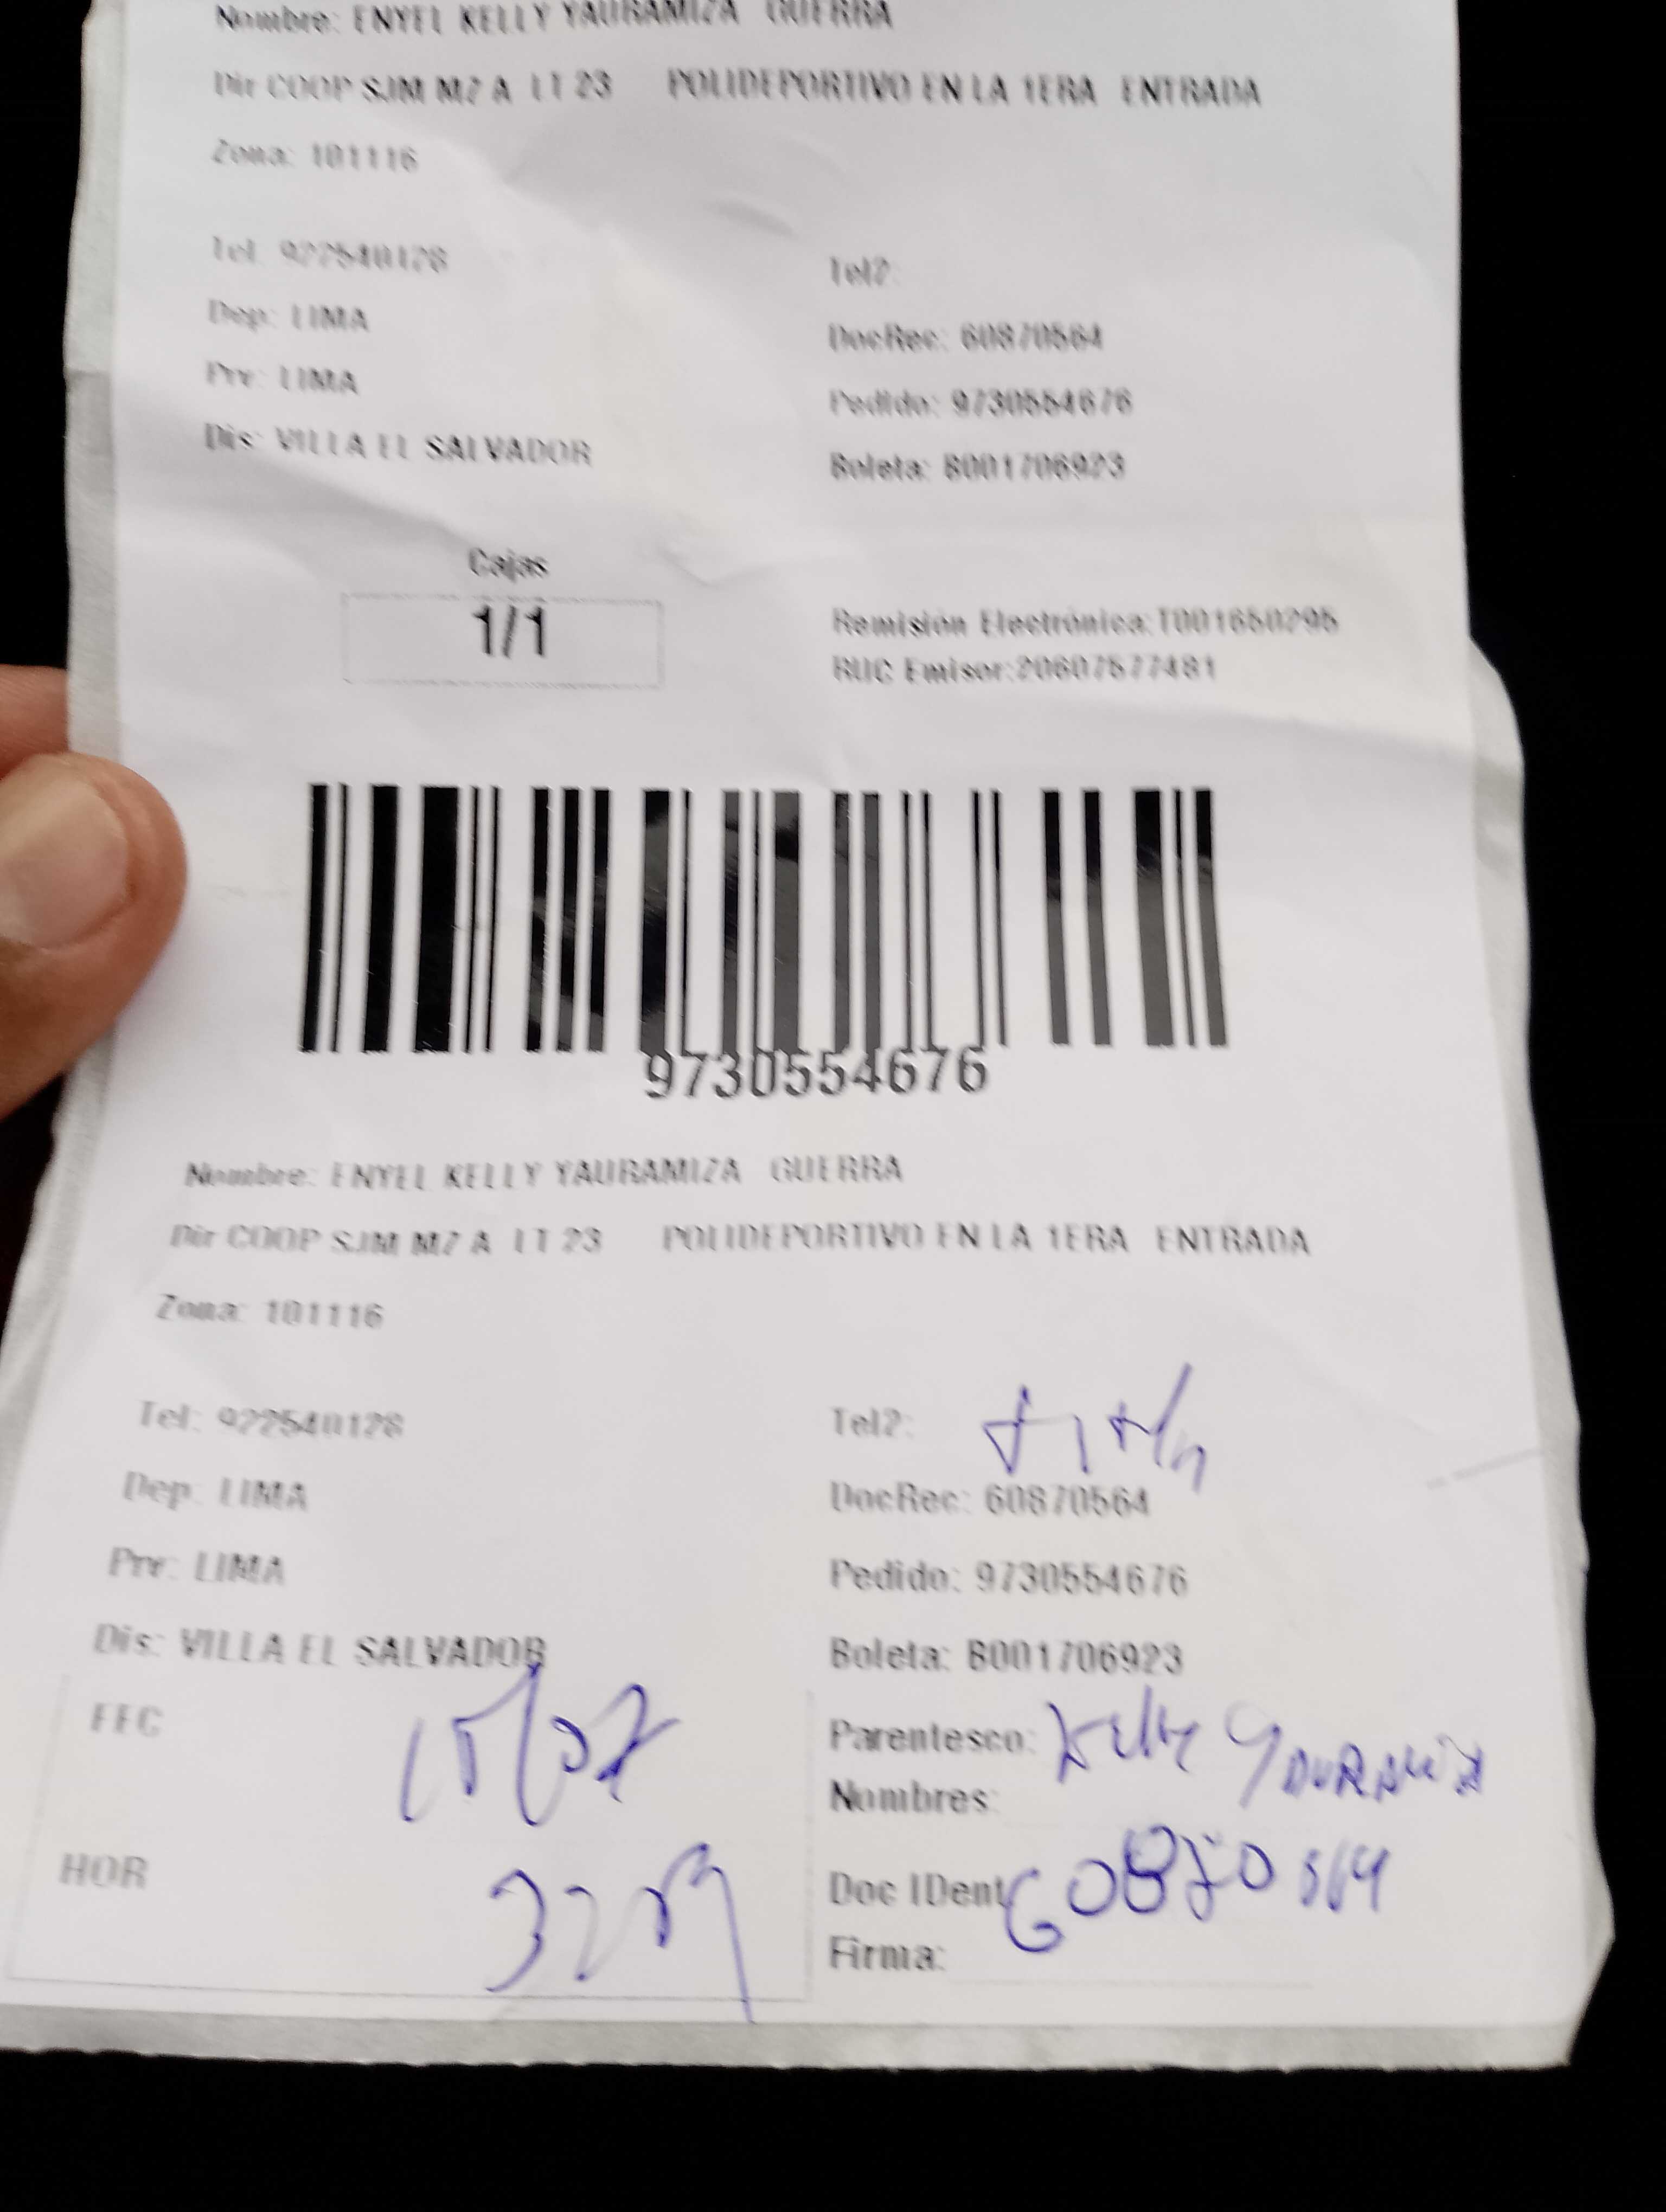 Nombre: ENYEL KELLY YAURAMIZA GUERRA
Dir COOP SJM MZ A LT 23 POLIDEPORTIVO EN LA 1ERA ENTRADA
Zona: 101116
Tel: 922540128 Tel2:
Dep: LIMA DocRec: 60870564
Prv: LIMA Pedido: 9730554676
Dis: VILLA EL SALVADOR Boleta: B001706923
Cajas
1/1
Remisión Electrónica:T001650295
RUC Emisor:20607577481
9730554676
Nombre: ENYEL KELLY YAURAMIZA GUERRA
Dir COOP SJM MZ A LT 23 POLIDEPORTIVO EN LA 1ERA ENTRADA
Zona: 101116
Tel: 922540128 Tel2:
Dep: LIMA DocRec: 60870564
Prv: LIMA Pedido: 9730554676
Dis: VILLA EL SALVADOR Boleta: B001706923
FEC 15/07 Parentesco: Kelly
Nombres:
HOR Doc IDent 60870564
Firma: